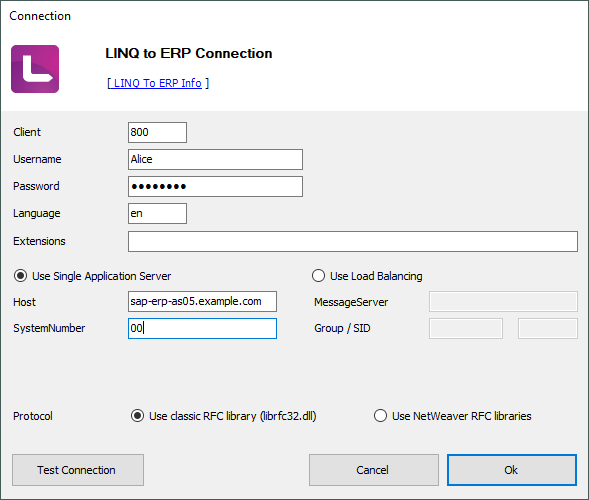 Connection
LINQ to ERP Connection
[ LINQ To ERP Info ]
Client 800
Username Alice
Password ●●●●●●●●
Language en
Extensions
Use Single Application Server Use Load Balancing
Host sap-erp-as05.example.com MessageServer
SystemNumber 00 Group / SID
Protocol Use classic RFC library (librfc32.dll) Use NetWeaver RFC libraries
Test Connection Cancel Ok